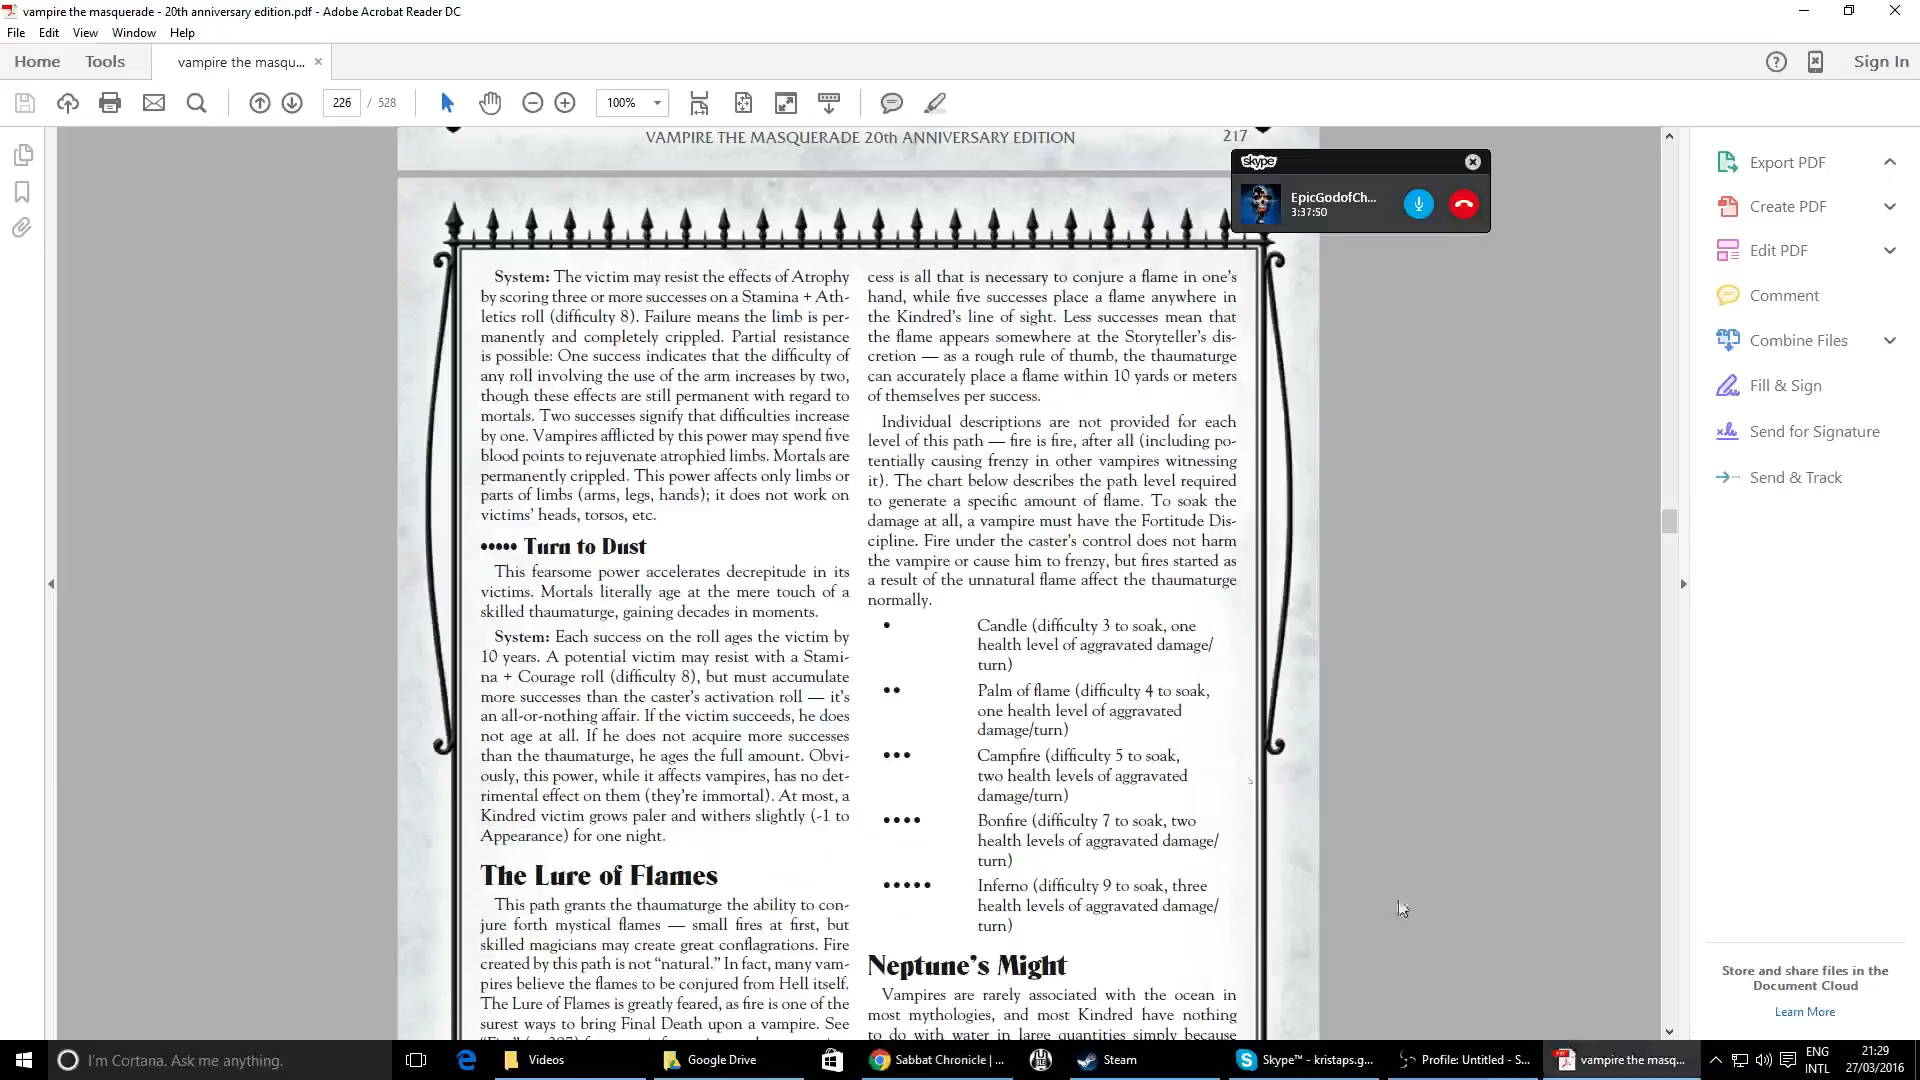 vampire the masquerade - 20th anniversary edition.pdf - Adobe Acrobat Reader DC
File Edit View Window Help
Home Tools vampire the masqu... Sign In
226 / 528 100%
VAMPIRE THE MASQUERADE 20th ANNIVERSARY EDITION 217
skype
EpicGodofCh...
3:37:50
System: The victim may resist the effects of Atrophy
by scoring three or more successes on a Stamina + Ath-
letics roll (difficulty 8). Failure means the limb is per-
manently and completely crippled. Partial resistance
is possible: One success indicates that the difficulty of
any roll involving the use of the arm increases by two,
though these effects are still permanent with regard to
mortals. Two successes signify that difficulties increase
by one. Vampires afflicted by this power may spend five
blood points to rejuvenate atrophied limbs. Mortals are
permanently crippled. This power affects only limbs or
parts of limbs (arms, legs, hands); it does not work on
victims' heads, torsos, etc.
••••• Turn to Dust
This fearsome power accelerates decrepitude in its
victims. Mortals literally age at the mere touch of a
skilled thaumaturge, gaining decades in moments.
System: Each success on the roll ages the victim by
10 years. A potential victim may resist with a Stami-
na + Courage roll (difficulty 8), but must accumulate
more successes than the caster's activation roll — it's
an all-or-nothing affair. If the victim succeeds, he does
not age at all. If he does not acquire more successes
than the thaumaturge, he ages the full amount. Obvi-
ously, this power, while it affects vampires, has no det-
rimental effect on them (they're immortal). At most, a
Kindred victim grows paler and withers slightly (-1 to
Appearance) for one night.
The Lure of Flames
This path grants the thaumaturge the ability to con-
jure forth mystical flames — small fires at first, but
skilled magicians may create great conflagrations. Fire
created by this path is not "natural." In fact, many vam-
pires believe the flames to be conjured from Hell itself.
The Lure of Flames is greatly feared, as fire is one of the
surest ways to bring Final Death upon a vampire. See
cess is all that is necessary to conjure a flame in one's
hand, while five successes place a flame anywhere in
the Kindred's line of sight. Less successes mean that
the flame appears somewhere at the Storyteller's dis-
cretion — as a rough rule of thumb, the thaumaturge
can accurately place a flame within 10 yards or meters
of themselves per success.
Individual descriptions are not provided for each
level of this path — fire is fire, after all (including po-
tentially causing frenzy in other vampires witnessing
it). The chart below describes the path level required
to generate a specific amount of flame. To soak the
damage at all, a vampire must have the Fortitude Dis-
cipline. Fire under the caster's control does not harm
the vampire or cause him to frenzy, but fires started as
a result of the unnatural flame affect the thaumaturge
normally.
• Candle (difficulty 3 to soak, one
health level of aggravated damage/
turn)
•• Palm of flame (difficulty 4 to soak,
one health level of aggravated
damage/turn)
••• Campfire (difficulty 5 to soak,
two health levels of aggravated
damage/turn)
•••• Bonfire (difficulty 7 to soak, two
health levels of aggravated damage/
turn)
••••• Inferno (difficulty 9 to soak, three
health levels of aggravated damage/
turn)
Neptune's Might
Vampires are rarely associated with the ocean in
most mythologies, and most Kindred have nothing
to do with water in large quantities simply because
Export PDF
Create PDF
Edit PDF
Comment
Combine Files
Fill & Sign
Send for Signature
Send & Track
Store and share files in the
Document Cloud
Learn More
I'm Cortana. Ask me anything. Videos Google Drive Sabbat Chronicle | ... Steam Skype™ - kristaps.g... Profile: Untitled - S... vampire the masq... ENG INTL 21:29 27/03/2016